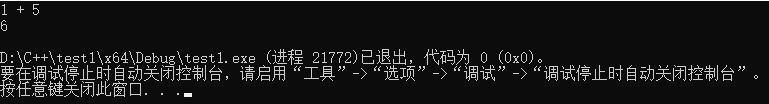 1 + 5
6
D:\C++\test1\x64\Debug\test1.exe (进程 21772)已退出，代码为 0 (0x0)。
要在调试停止时自动关闭控制台，请启用“工具”->“选项”->“调试”->“调试停止时自动关闭控制台”。
按任意键关闭此窗口. . .